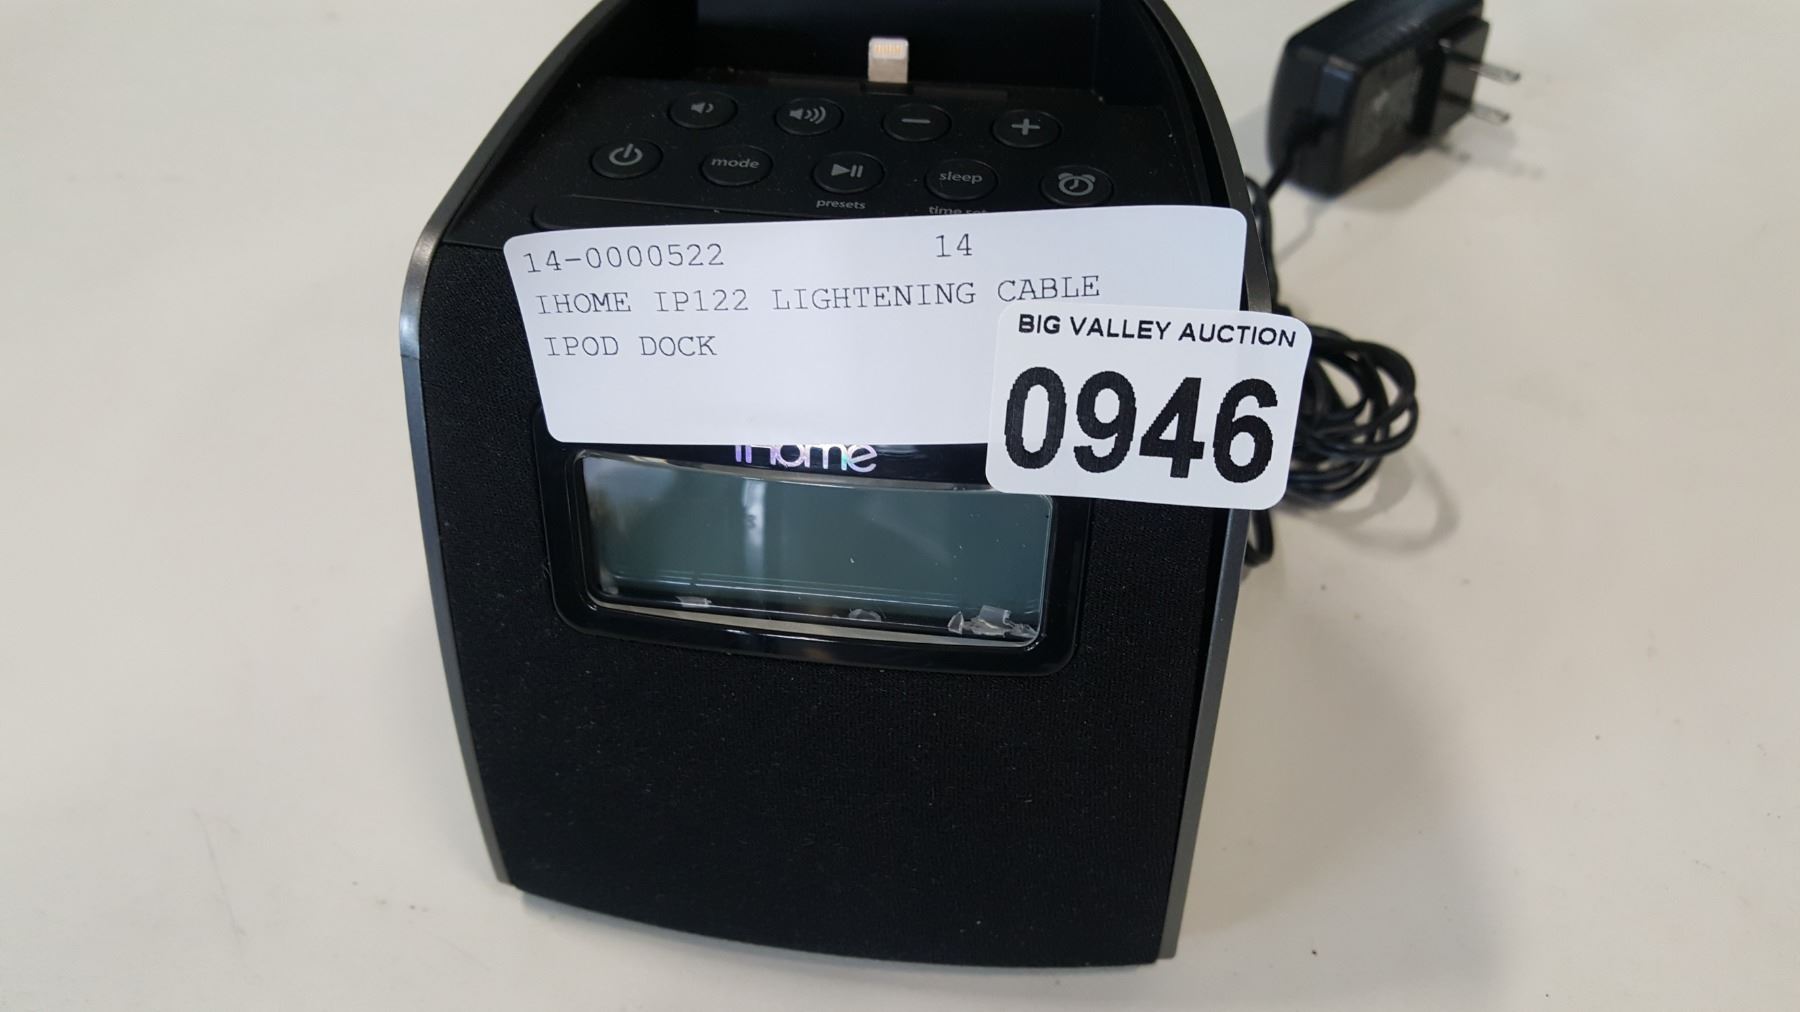 mode
sleep
presets
14-0000522 14
IHOME IP122 LIGHTENING CABLE
IPOD DOCK
BIG VALLEY AUCTION
0946
iHome